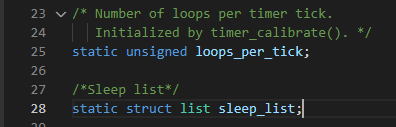 23 /* Number of loops per timer tick.
24 Initialized by timer_calibrate(). */
25 static unsigned loops_per_tick;
26
27 /*Sleep list*/
28 static struct list sleep_list;